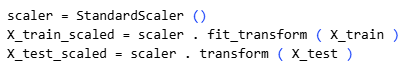 scaler = StandardScaler ()
X_train_scaled = scaler . fit_transform ( X_train )
X_test_scaled = scaler . transform ( X_test )